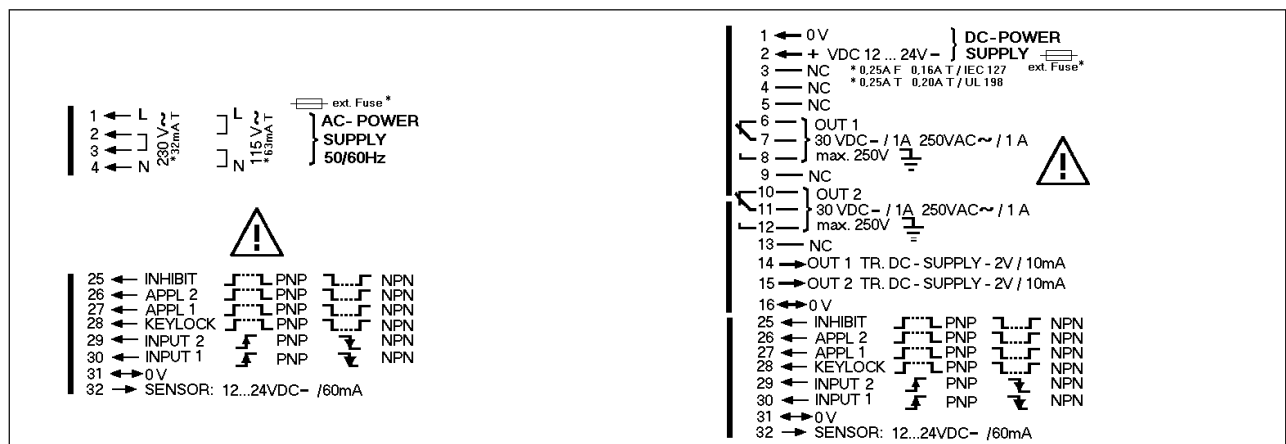 ext. Fuse *
1 L L AC- POWER
2 230 V~ *32mA T 115 V~ *63mA T SUPPLY
3 50/60Hz
4 N N
25 INHIBIT PNP NPN
26 APPL 2 PNP NPN
27 APPL 1 PNP NPN
28 KEYLOCK PNP NPN
29 INPUT 2 PNP NPN
30 INPUT 1 PNP NPN
31 0 V
32 SENSOR: 12...24VDC- /60mA
1 0 V DC-POWER
2 + VDC 12 ... 24V - SUPPLY ext. Fuse*
3 NC * 0,25A F 0,16A T / IEC 127
4 NC * 0,25A T 0,20A T / UL 198
5 NC
6 OUT 1
7 30 VDC - / 1A 250VAC ~ / 1 A
8 max. 250V
9 NC
10 OUT 2
11 30 VDC - / 1A 250VAC ~ / 1 A
12 max. 250V
13 NC
14 OUT 1 TR. DC - SUPPLY - 2V / 10mA
15 OUT 2 TR. DC - SUPPLY - 2V / 10mA
16 0 V
25 INHIBIT PNP NPN
26 APPL 2 PNP NPN
27 APPL 1 PNP NPN
28 KEYLOCK PNP NPN
29 INPUT 2 PNP NPN
30 INPUT 1 PNP NPN
31 0 V
32 SENSOR: 12...24VDC- /60mA